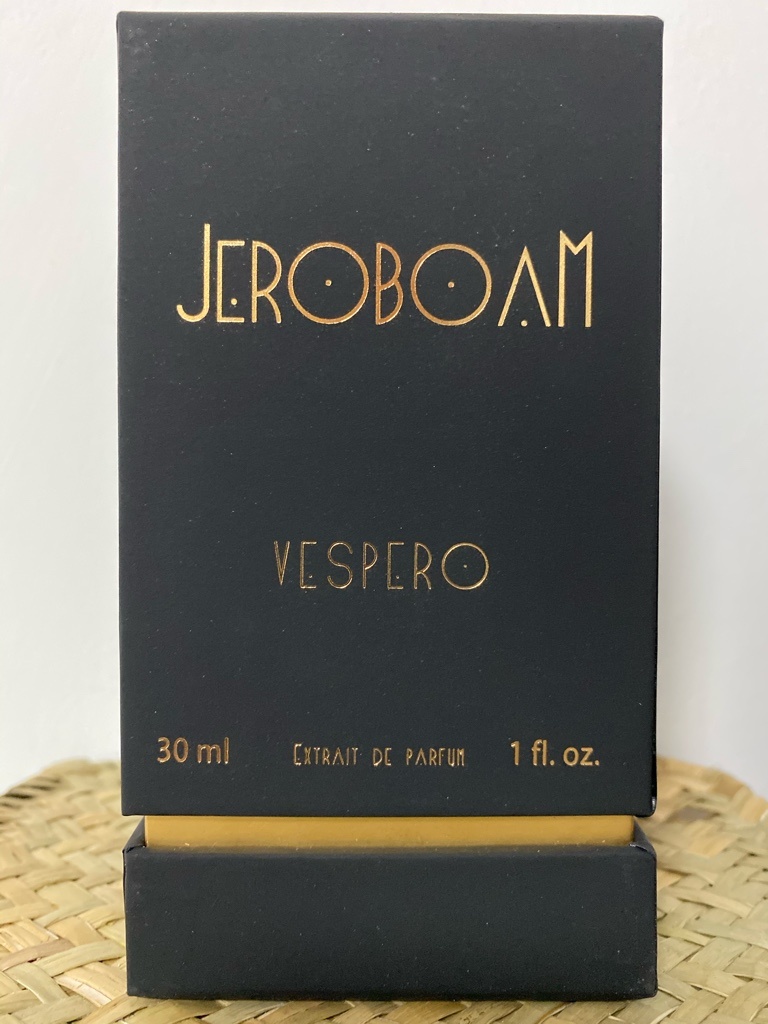 JEROBOAM
VESPERO
30 ml EXTRAIT DE PARFUM 1 fl. oz.